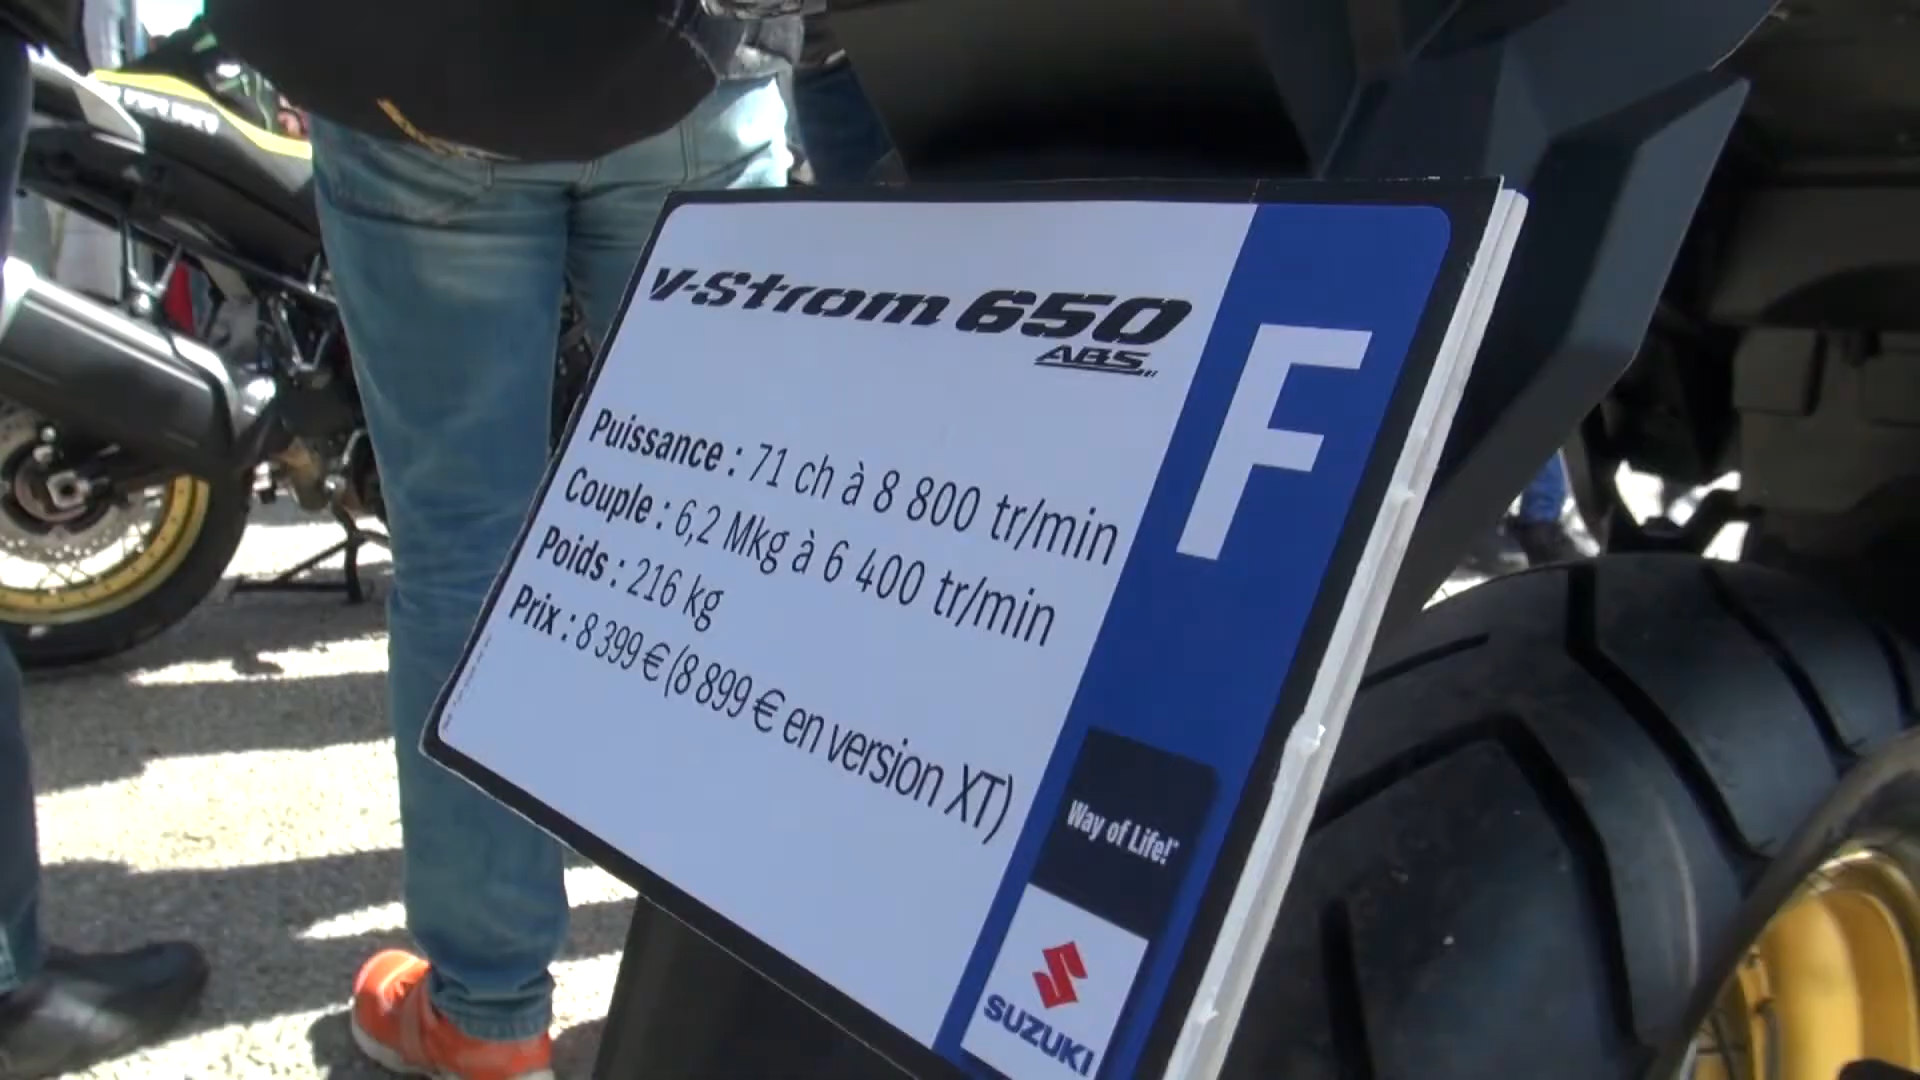 V-Strom 650
ABS
F
Puissance : 71 ch à 8 800 tr/min
Couple : 6,2 Mkg à 6 400 tr/min
Poids : 216 kg
Prix : 8 399 € (8 899 € en version XT)
Way of Life!
SUZUKI